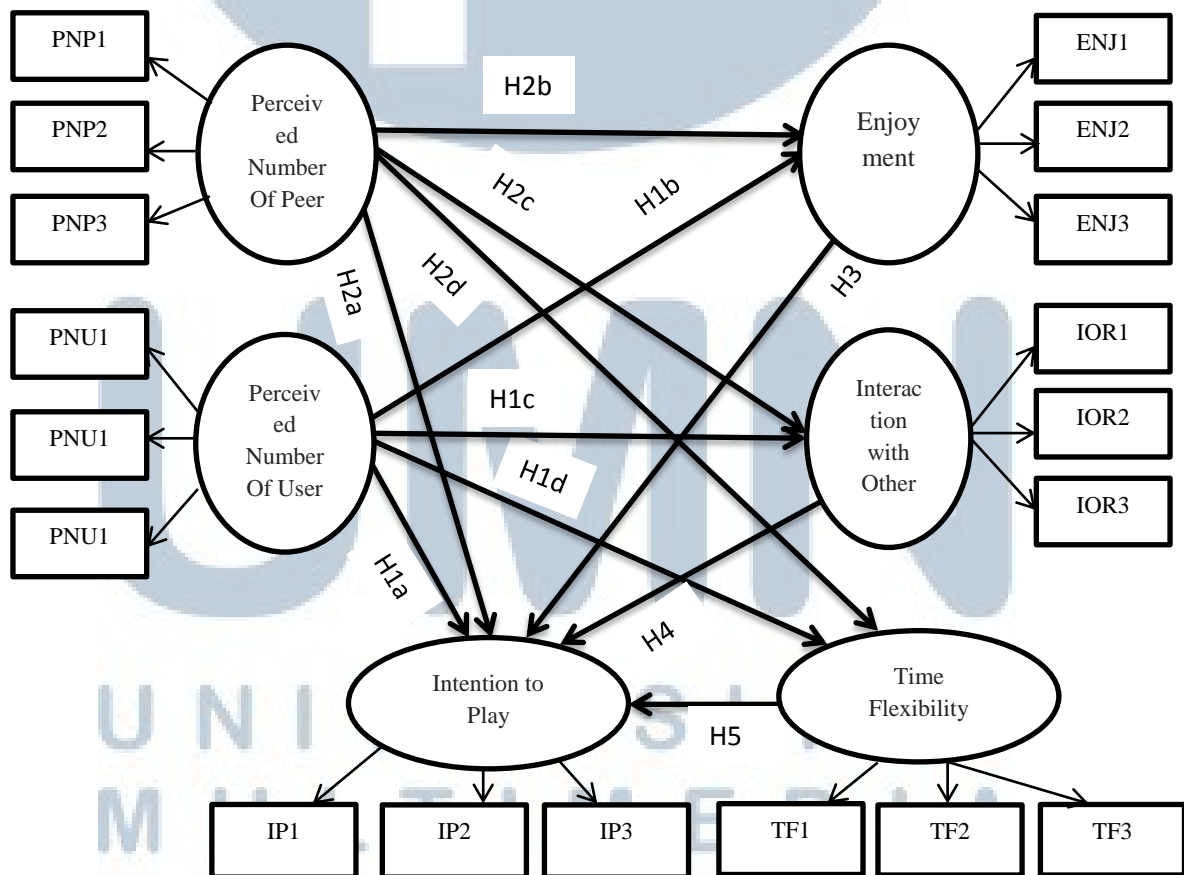 PNP1
PNP2
PNP3
Perceiv
ed
Number
Of Peer
H2b
Enjoy
ment
ENJ1
ENJ2
ENJ3
H2c
H1b
H2a
H2d
H3
PNU1
PNU1
PNU1
Perceiv
ed
Number
Of User
H1c
H1d
H1a
Interac
tion
with
Other
IOR1
IOR2
IOR3
H4
Intention to
Play
H5
Time
Flexibility
IP1
IP2
IP3
TF1
TF2
TF3
UMN